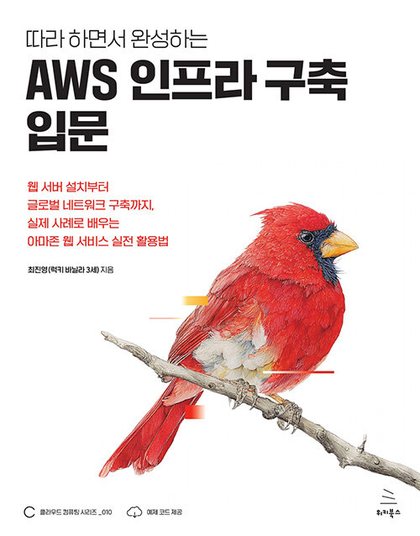 따라 하면서 완성하는
AWS 인프라 구축
입문
웹 서버 설치부터
글로벌 네트워크 구축까지,
실제 사례로 배우는
아마존 웹 서비스 실전 활용법
최진영(럭키 바닐라 3세) 지음
클라우드 컴퓨팅 시리즈 _010
예제 코드 제공
위키북스